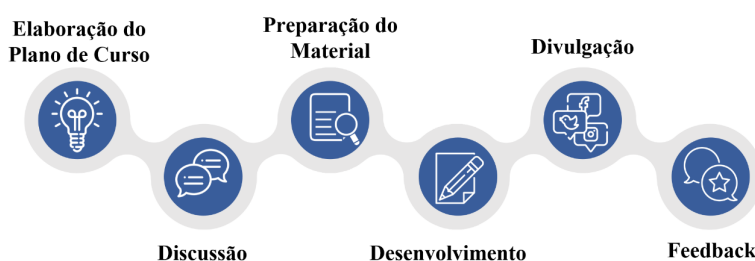 Elaboração do
Plano de Curso
Discussão
Preparação do
Material
Desenvolvimento
Divulgação
Feedback